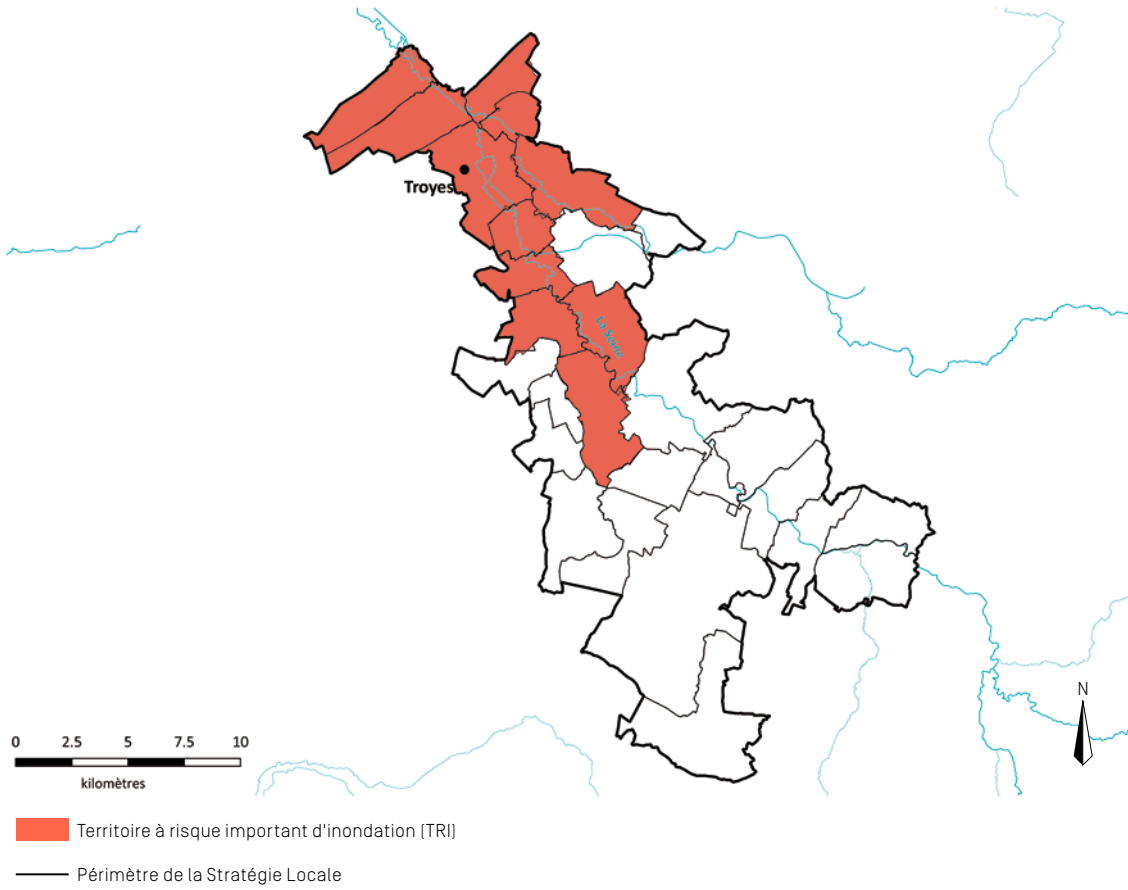 Troyes
La Seine
N
0 2.5 5 7.5 10
kilomètres
Territoire à risque important d'inondation (TRI)
Périmètre de la Stratégie Locale